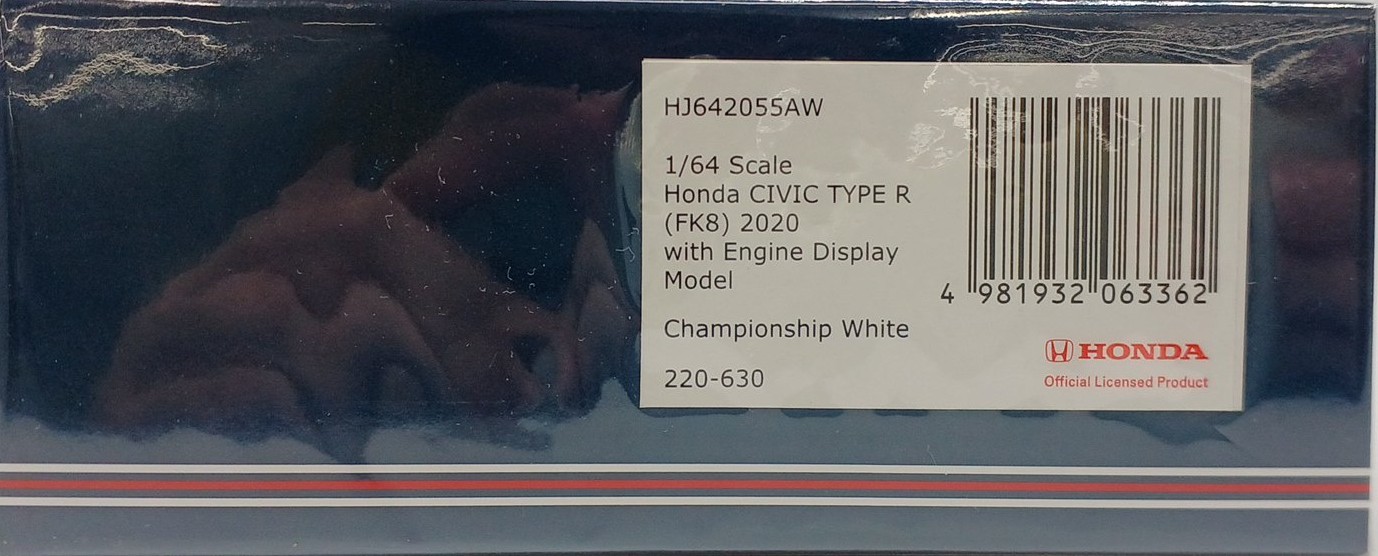 HJ642055AW
1/64 Scale
Honda CIVIC TYPE R
(FK8) 2020
with Engine Display
Model
Championship White
220-630
4 981932 063362
HONDA
Official Licensed Product